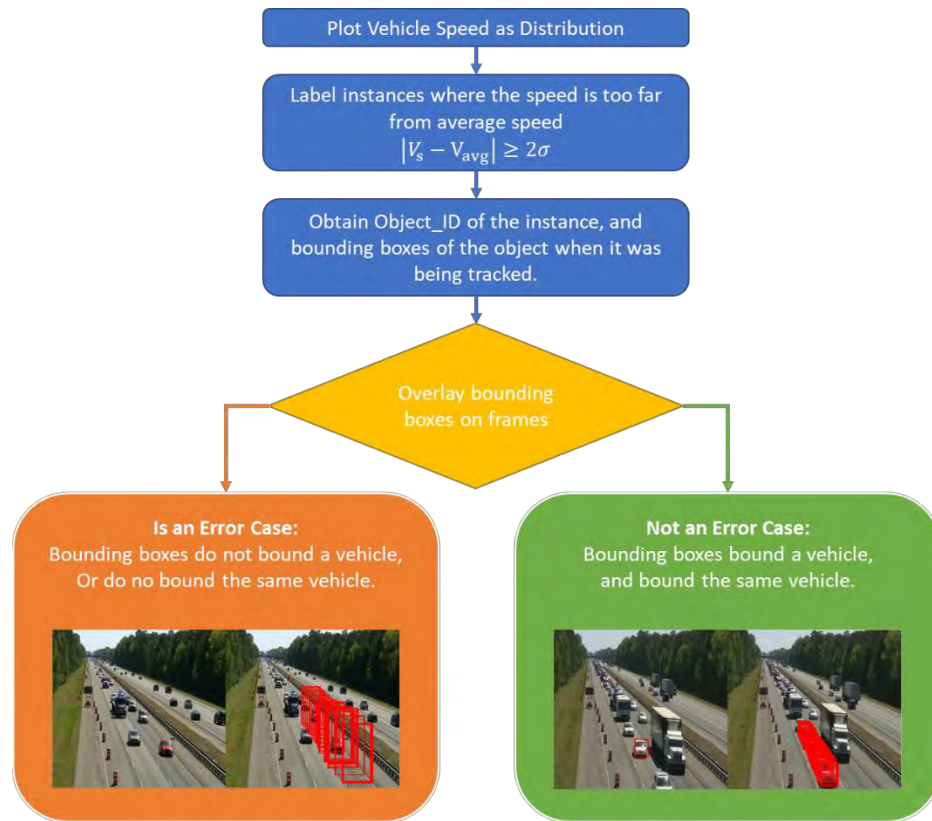 Plot Vehicle Speed as Distribution
Label instances where the speed is too far
from average speed
|Vₛ − V_avg| ≥ 2σ
Obtain Object_ID of the instance, and
bounding boxes of the object when it was
being tracked.
Overlay bounding
boxes on frames
Is an Error Case:
Bounding boxes do not bound a vehicle,
Or do no bound the same vehicle.
Not an Error Case:
Bounding boxes bound a vehicle,
and bound the same vehicle.